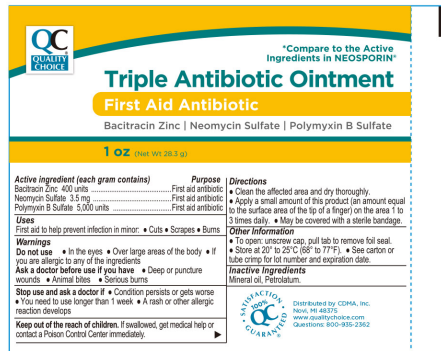 QC
QUALITY
CHOICE
*Compare to the Active
Ingredients in NEOSPORIN®
Triple Antibiotic Ointment
First Aid Antibiotic
Bacitracin Zinc | Neomycin Sulfate | Polymyxin B Sulfate
1 oz (Net Wt 28.3 g)
Active ingredient (each gram contains) Purpose
Bacitracin Zinc 400 units ....................First aid antibiotic
Neomycin Sulfate 3.5 mg ....................First aid antibiotic
Polymyxin B Sulfate 5,000 units ....................First aid antibiotic
Uses
First aid to help prevent infection in minor: • Cuts • Scrapes • Burns
Warnings
Do not use • In the eyes • Over large areas of the body • If
you are allergic to any of the ingredients
Ask a doctor before use if you have • Deep or puncture
wounds • Animal bites • Serious burns
Stop use and ask a doctor if • Condition persists or gets worse
• You need to use longer than 1 week • A rash or other allergic
reaction develops
Keep out of the reach of children. If swallowed, get medical help or
contact a Poison Control Center immediately.
Directions
• Clean the affected area and dry thoroughly.
• Apply a small amount of this product (an amount equal
to the surface area of the tip of a finger) on the area 1 to
3 times daily. • May be covered with a sterile bandage.
Other Information
• To open: unscrew cap, pull tab to remove foil seal.
• Store at 20° to 25°C (68° to 77°F). • See carton or
tube crimp for lot number and expiration date.
Inactive Ingredients
Mineral oil, Petrolatum.
SATISFACTION
100%
QC
GUARANTEED
Distributed by CDMA, Inc.
Novi, MI 48375
www.qualitychoice.com
Questions: 800-935-2362